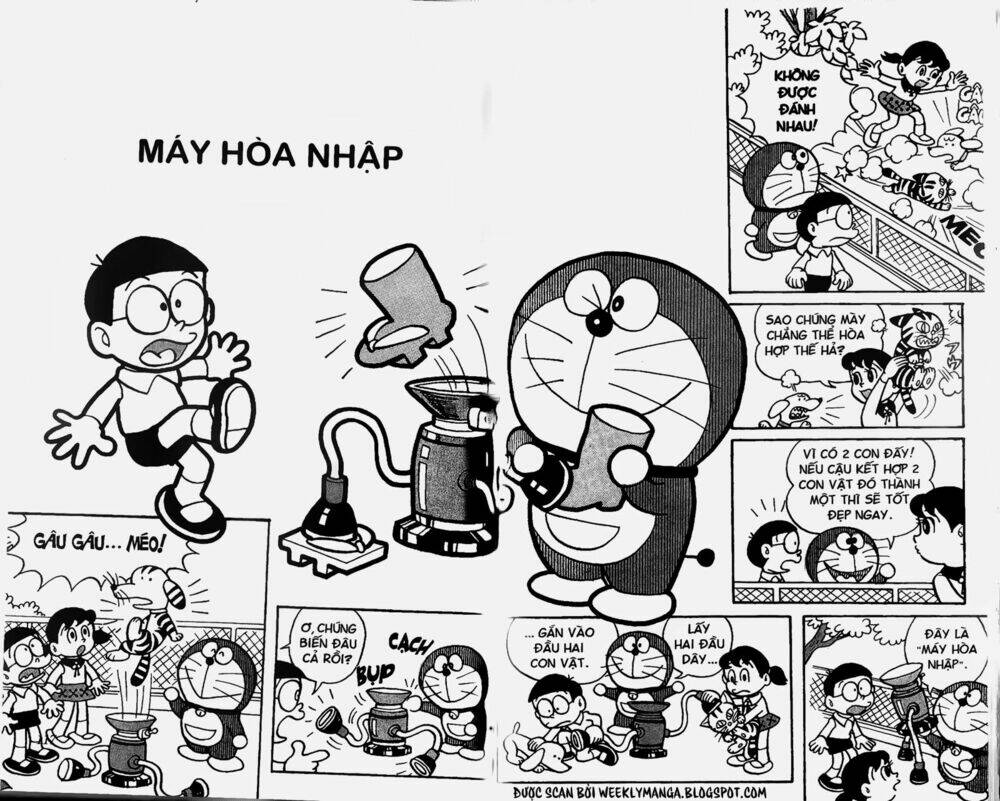 MÁY HÒA NHẬP
KHÔNG
ĐƯỢC
ĐÁNH
NHAU!
GÂ
GÂ
MÉO
SAO CHÚNG MÀY
CHẲNG THỂ HÒA
HỢP THẾ HẢ?
VÌ CÓ 2 CON ĐẤY!
NẾU CẬU KẾT HỢP 2
CON VẬT ĐÓ THÀNH
MỘT THÌ SẼ TỐT
ĐẸP NGAY.
ĐÂY LÀ
"MÁY HÒA
NHẬP".
LẤY
HAI ĐẦU
DÂY...
... GẮN VÀO
ĐẦU HAI
CON VẬT.
CẠCH
BỤP
Ơ, CHÚNG
BIẾN ĐÂU
CẢ RỒI?
GÂU GÂU... MÉO!
ĐƯỢC SCAN BỞI WEEKLYMANGA.BLOGSPOT.COM